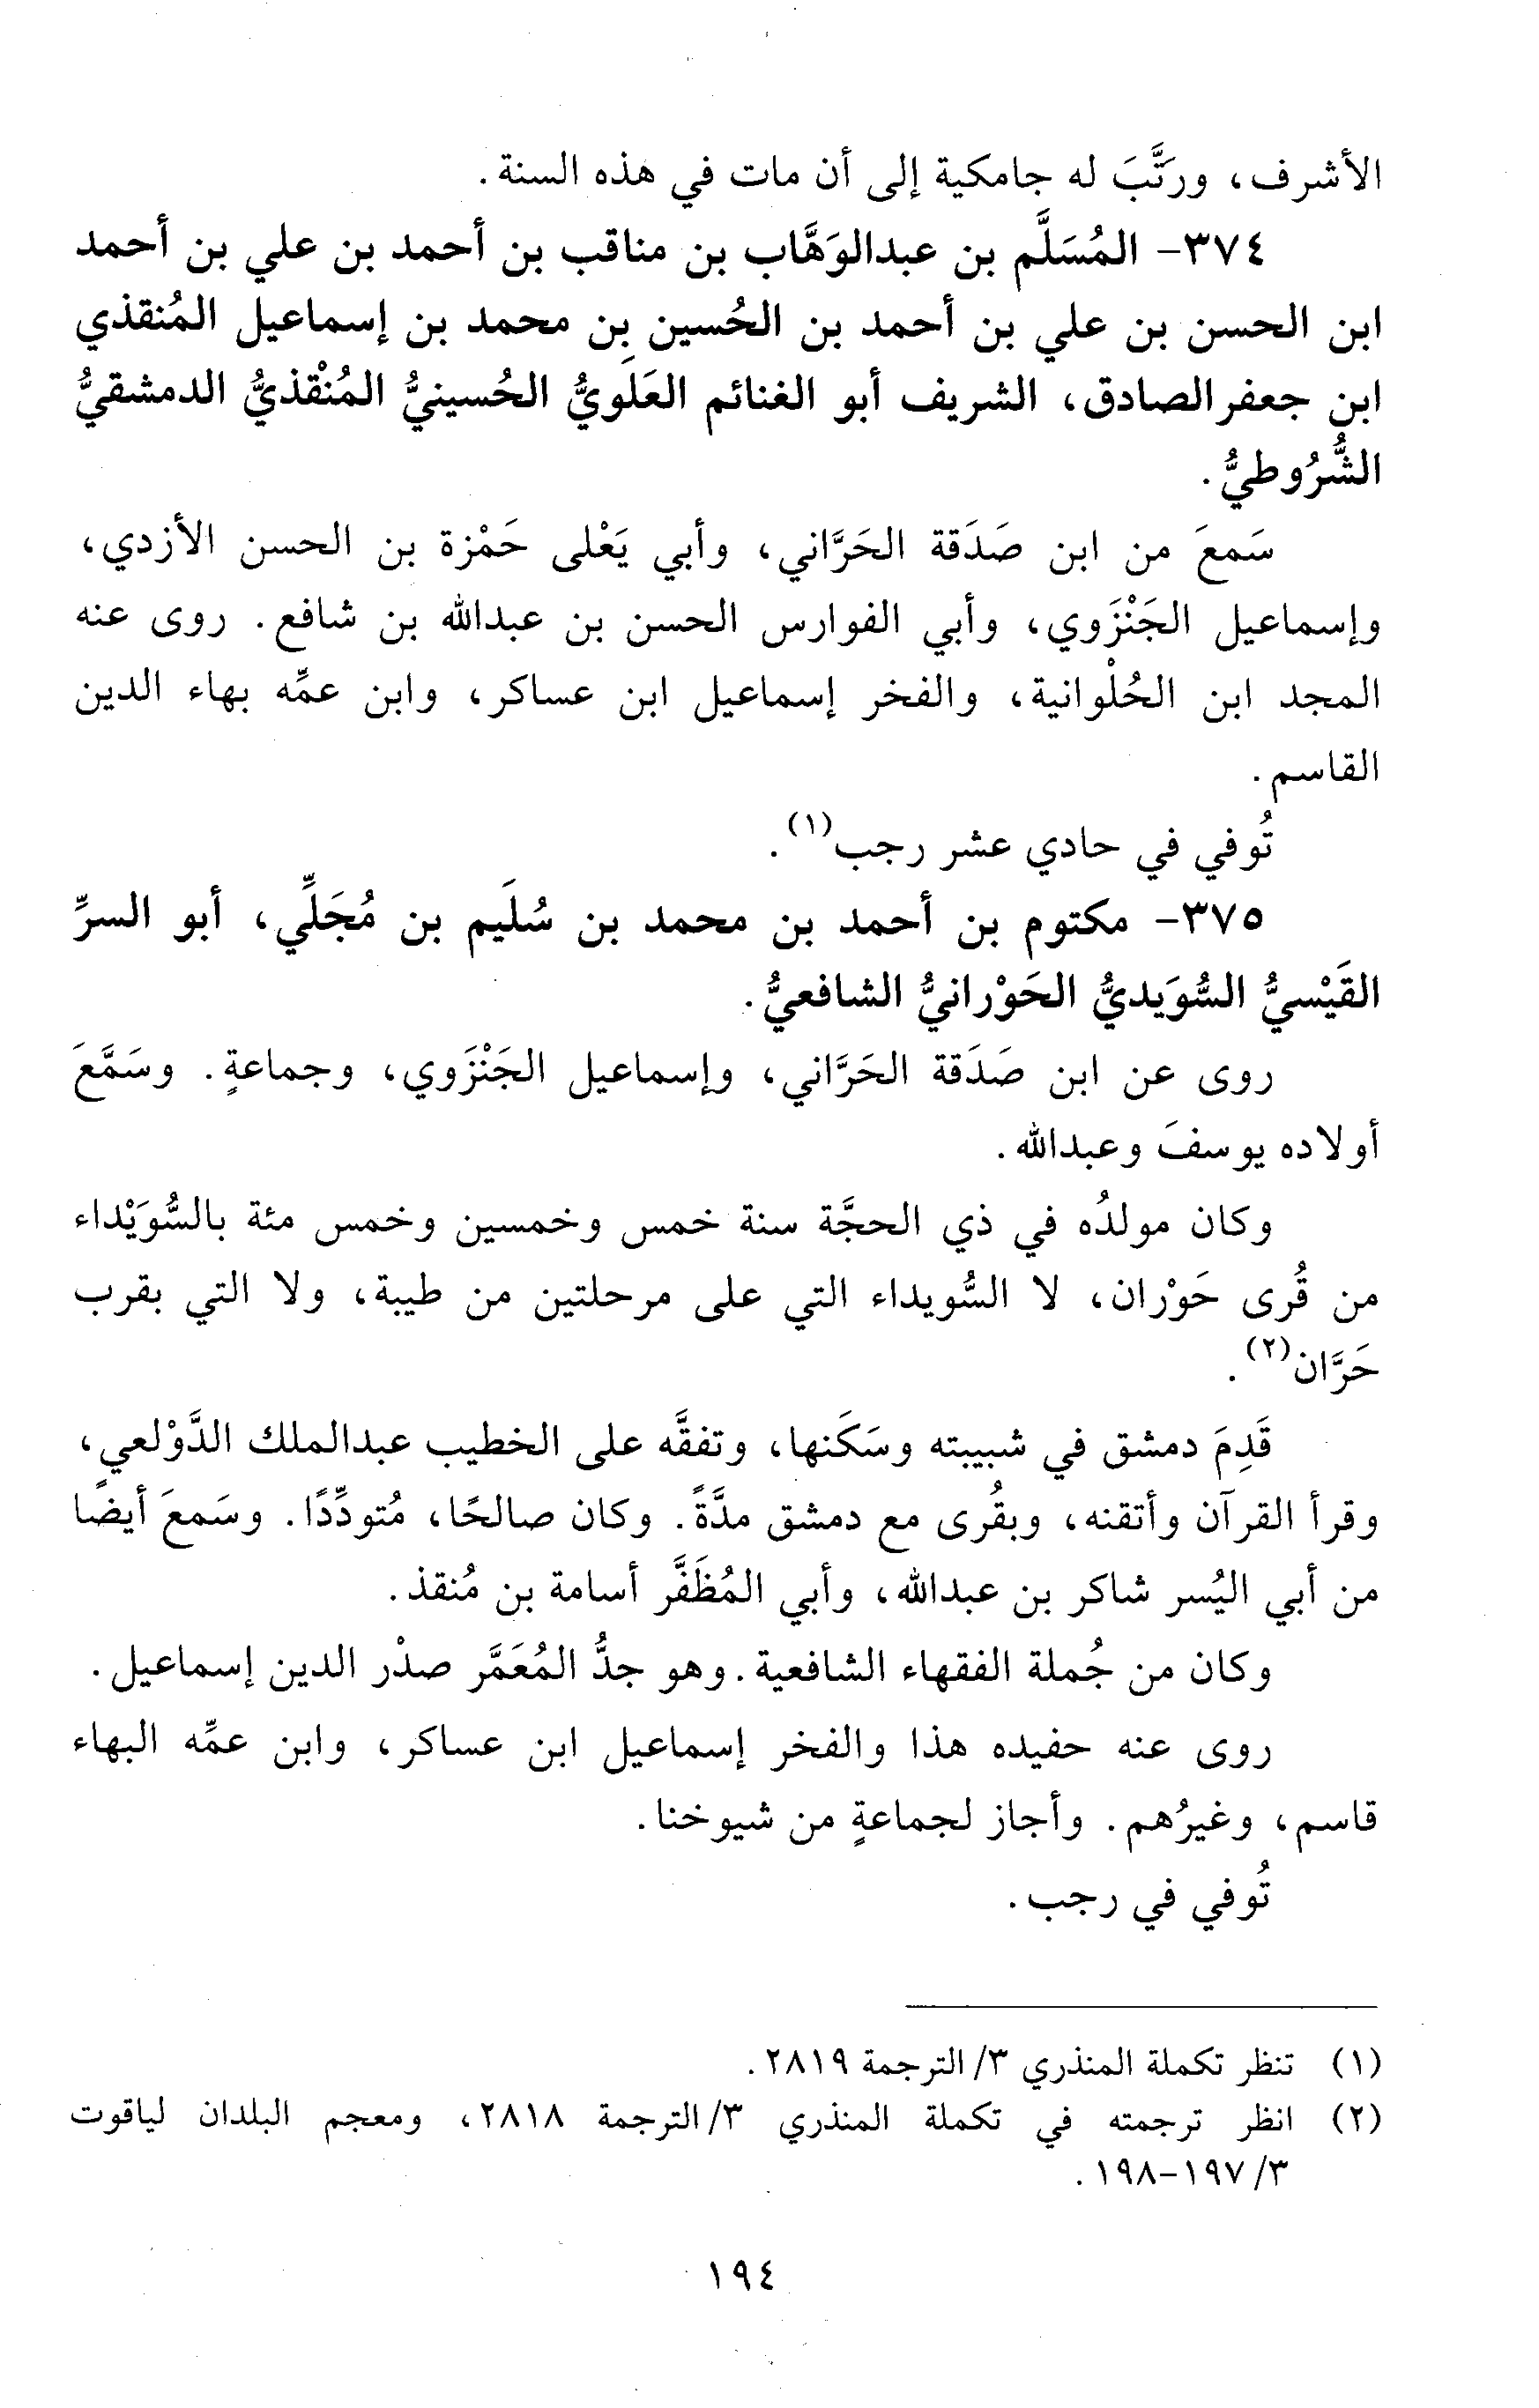 الأشرف، ورَتَّبَ له جامكية إلى أن مات في هذه السنة.
٣٧٤- المُسَلَّم بن عبدالوَهَّاب بن مناقب بن أحمد بن علي بن أحمد
ابن الحسن بن علي بن أحمد بن الحُسين بن محمد بن إسماعيل المُنقذي
ابن جعفر الصادق، الشريف أبو الغنائم العَلَويُّ الحُسينيُّ المُنْقذيُّ الدمشقيُّ
الشُّرُوطيُّ.
سَمعَ من ابن صَدَقة الحَرَّاني، وأبي يَعْلى حَمْزة بن الحسن الأزدي،
وإسماعيل الجَنْزَوي، وأبي الفوارس الحسن بن عبدالله بن شافع. روى عنه
المجد ابن الحُلْوانية، والفخر إسماعيل ابن عساكر، وابن عمِّه بهاء الدين
القاسم.
تُوفي في حادي عشر رجب(١).
٣٧٥- مكتوم بن أحمد بن محمد بن سُلَيم بن مُجَلِّي، أبو السرِّ
القَيْسيُّ السُّوَيديُّ الحَوْرانيُّ الشافعيُّ.
روى عن ابن صَدَقة الحَرَّاني، وإسماعيل الجَنْزَوي، وجماعةٍ. وسَمَّعَ
أولاده يوسفَ وعبدالله.
وكان مولدُه في ذي الحجَّة سنة خمس وخمسين وخمس مئة بالسُّوَيْداء
من قُرى حَوْران، لا السُّويداء التي على مرحلتين من طيبة، ولا التي بقرب
حَرَّان(٢).
قَدِمَ دمشق في شبيبته وسَكَنها، وتفقَّه على الخطيب عبدالملك الدَّوْلعي،
وقرأ القرآن وأتقنه، وبقُرى مع دمشق مدَّةً. وكان صالحًا، مُتودِّدًا. وسَمعَ أيضًا
من أبي اليُسر شاكر بن عبدالله، وأبي المُظَفَّر أسامة بن مُنقذ.
وكان من جُملة الفقهاء الشافعية. وهو جدُّ المُعَمَّر صدْر الدين إسماعيل.
روى عنه حفيده هذا والفخر إسماعيل ابن عساكر، وابن عمِّه البهاء
قاسم، وغيرُهم. وأجاز لجماعةٍ من شيوخنا.
تُوفي في رجب.
(١) تنظر تكملة المنذري ٣/ الترجمة ٢٨١٩.
(٢) انظر ترجمته في تكملة المنذري ٣/ الترجمة ٢٨١٨، ومعجم البلدان لياقوت
٣/ ١٩٧-١٩٨.
١٩٤